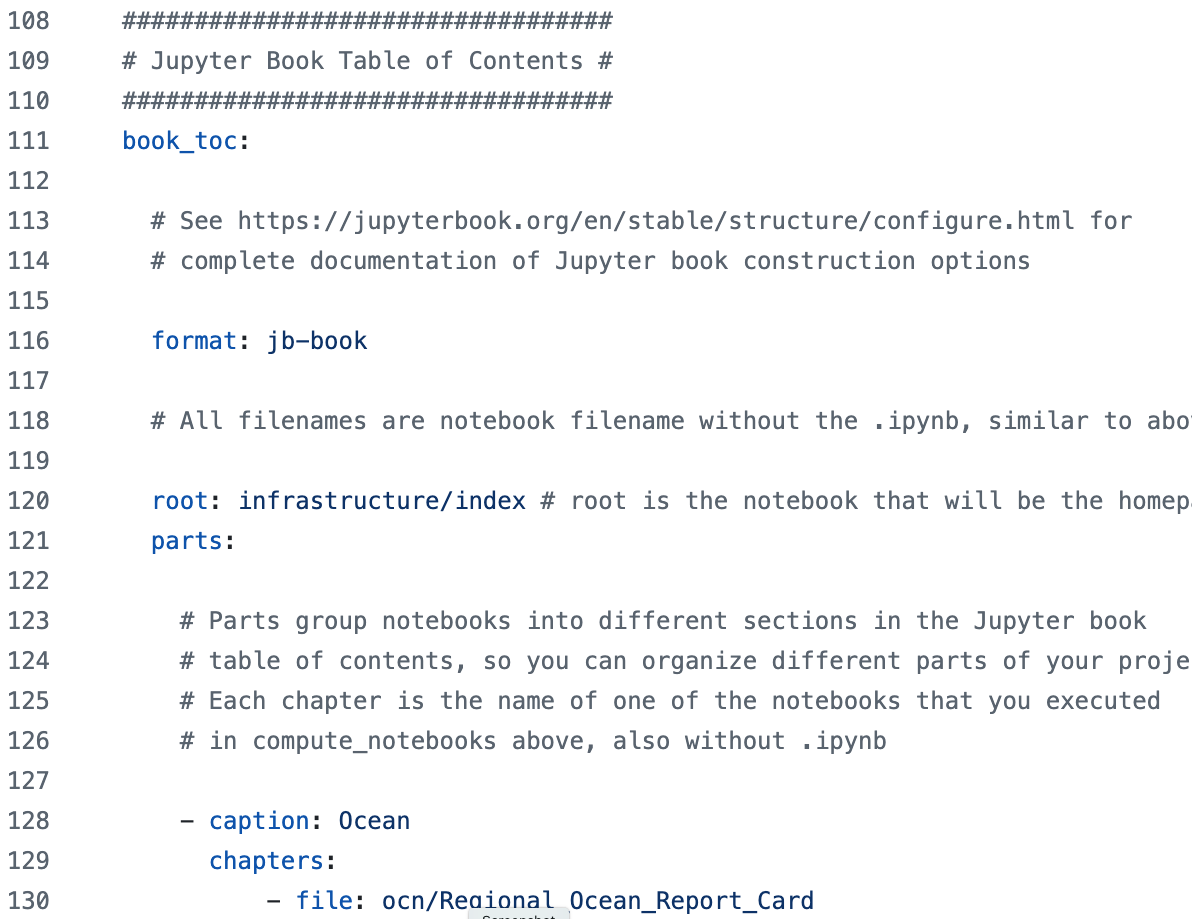 108 ##################################
109 # Jupyter Book Table of Contents #
110 ##################################
111 book_toc:
112
113 # See https://jupyterbook.org/en/stable/structure/configure.html for
114 # complete documentation of Jupyter book construction options
115
116 format: jb-book
117
118 # All filenames are notebook filename without the .ipynb, similar to abo
119
120 root: infrastructure/index # root is the notebook that will be the homep
121 parts:
122
123 # Parts group notebooks into different sections in the Jupyter book
124 # table of contents, so you can organize different parts of your proje
125 # Each chapter is the name of one of the notebooks that you executed
126 # in compute_notebooks above, also without .ipynb
127
128 - caption: Ocean
129 chapters:
130 - file: ocn/Regional_Ocean_Report_Card
Screenshot